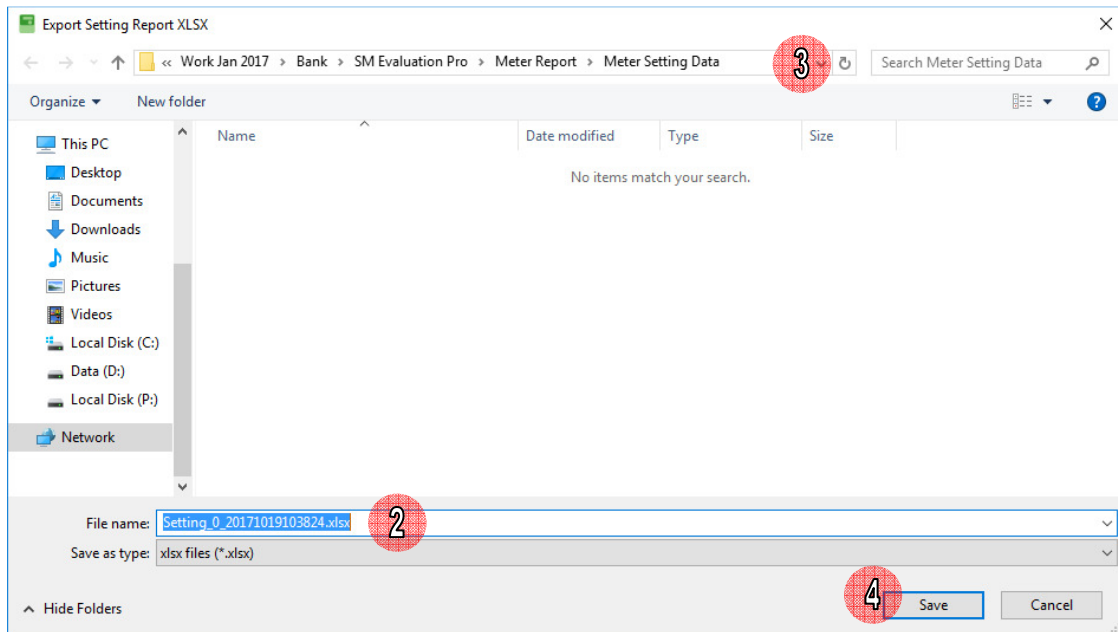 Export Setting Report XLSX
« Work Jan 2017 › Bank › SM Evaluation Pro › Meter Report › Meter Setting Data 3 Search Meter Setting Data
Organize New folder
Name Date modified Type Size
No items match your search.
This PC
Desktop
Documents
Downloads
Music
Pictures
Videos
Local Disk (C:)
Data (D:)
Local Disk (P:)
Network
File name: Setting_0_20171019103824.xlsx 2
Save as type: xlsx files (*.xlsx)
Hide Folders 4 Save Cancel